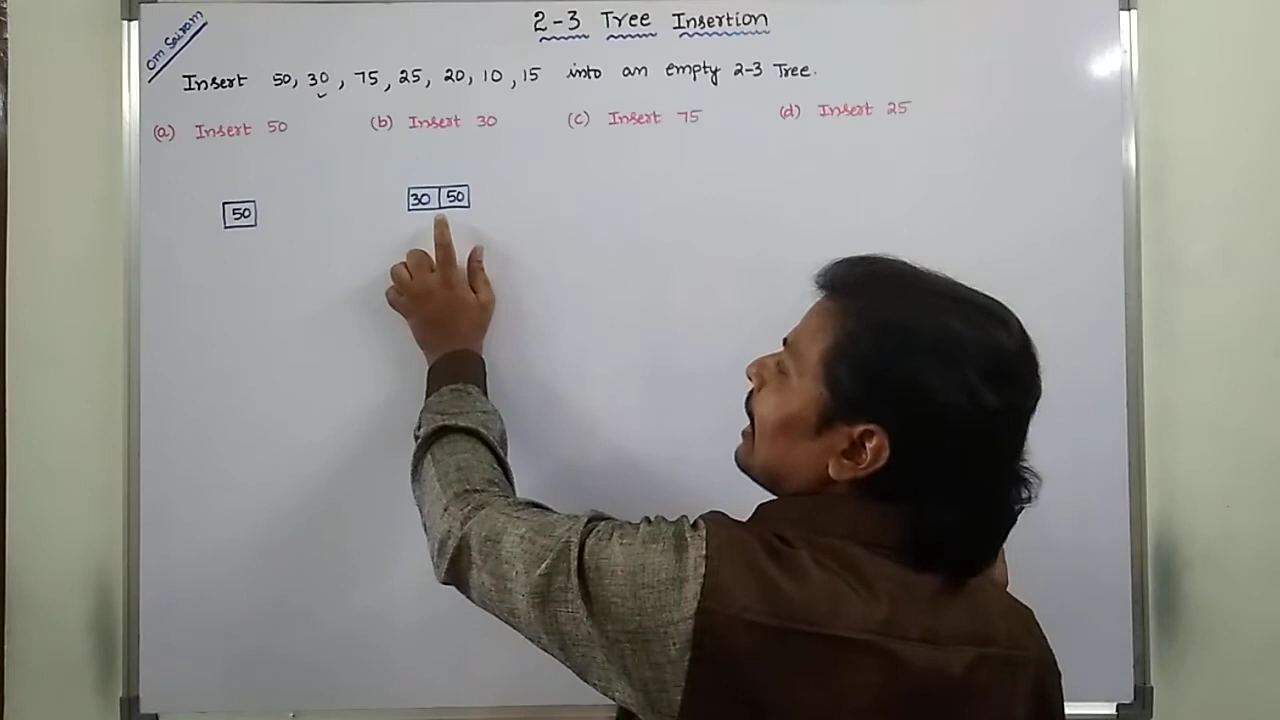 Om Sairam
2-3 Tree Insertion
Insert 50, 30, 75, 25, 20, 10, 15 into an empty 2-3 Tree.
(a) Insert 50 (b) Insert 30 (c) Insert 75 (d) Insert 25
50 30 50